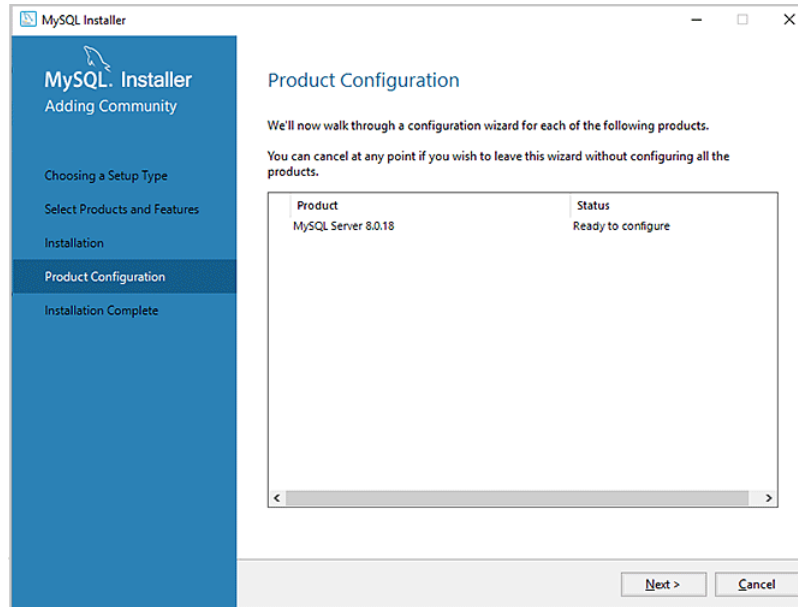 MySQL Installer
MySQL. Installer
Adding Community
Choosing a Setup Type
Select Products and Features
Installation
Product Configuration
Installation Complete
Product Configuration
We'll now walk through a configuration wizard for each of the following products.
You can cancel at any point if you wish to leave this wizard without configuring all the
products.
Product Status
MySQL Server 8.0.18 Ready to configure
Next > Cancel